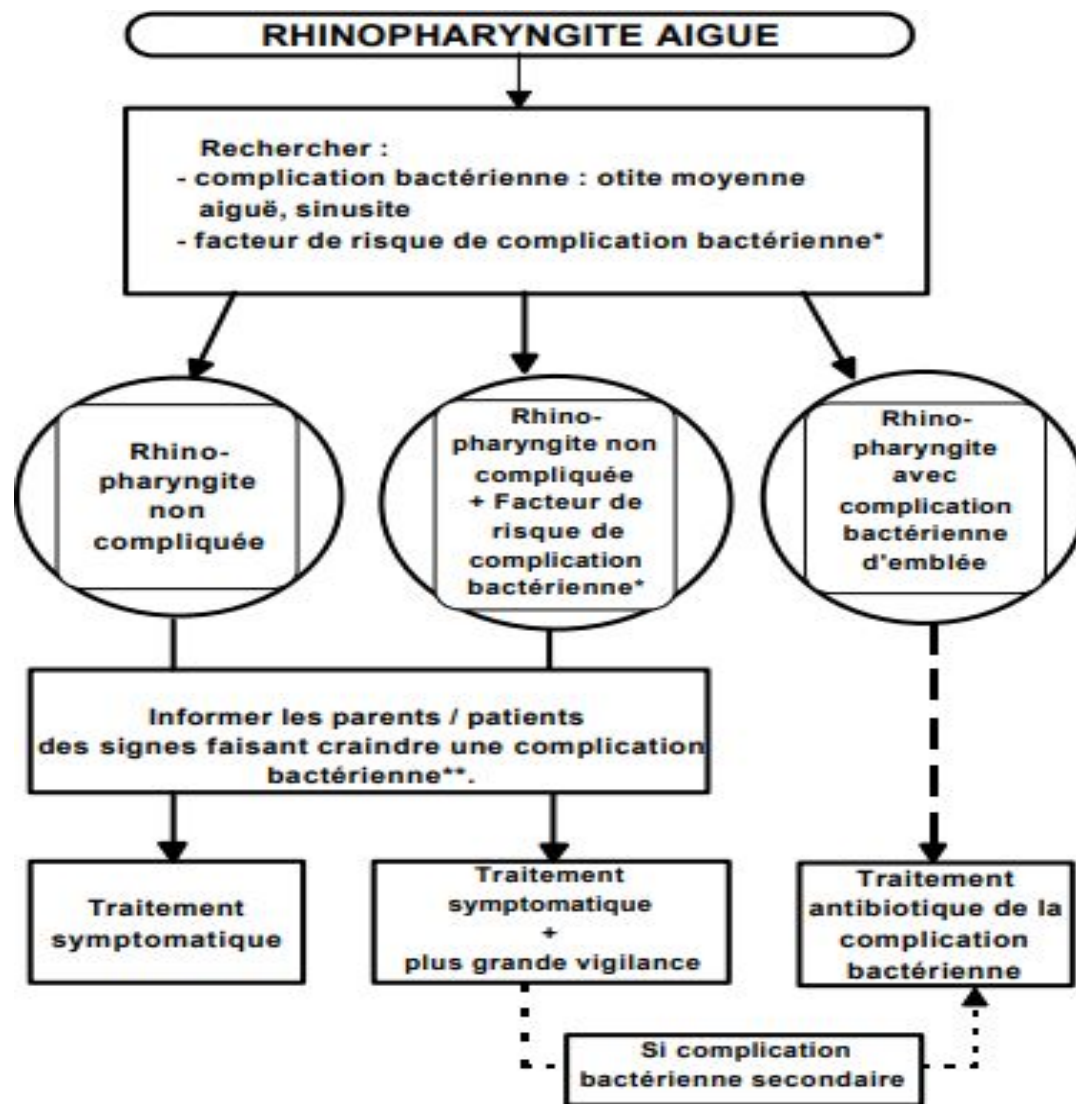 RHINOPHARYNGITE AIGUE
Rechercher :
- complication bactérienne : otite moyenne
aiguë, sinusite
- facteur de risque de complication bactérienne*
Rhino-
pharyngite
non
compliquée
Rhino-
pharyngite non
compliquée
+ Facteur de
risque de
complication
bactérienne*
Rhino-
pharyngite
avec
complication
bactérienne
d'emblée
Informer les parents / patients
des signes faisant craindre une complication
bactérienne**.
Traitement
symptomatique
Traitement
symptomatique
+
plus grande vigilance
Traitement
antibiotique de la
complication
bactérienne
Si complication
bactérienne secondaire